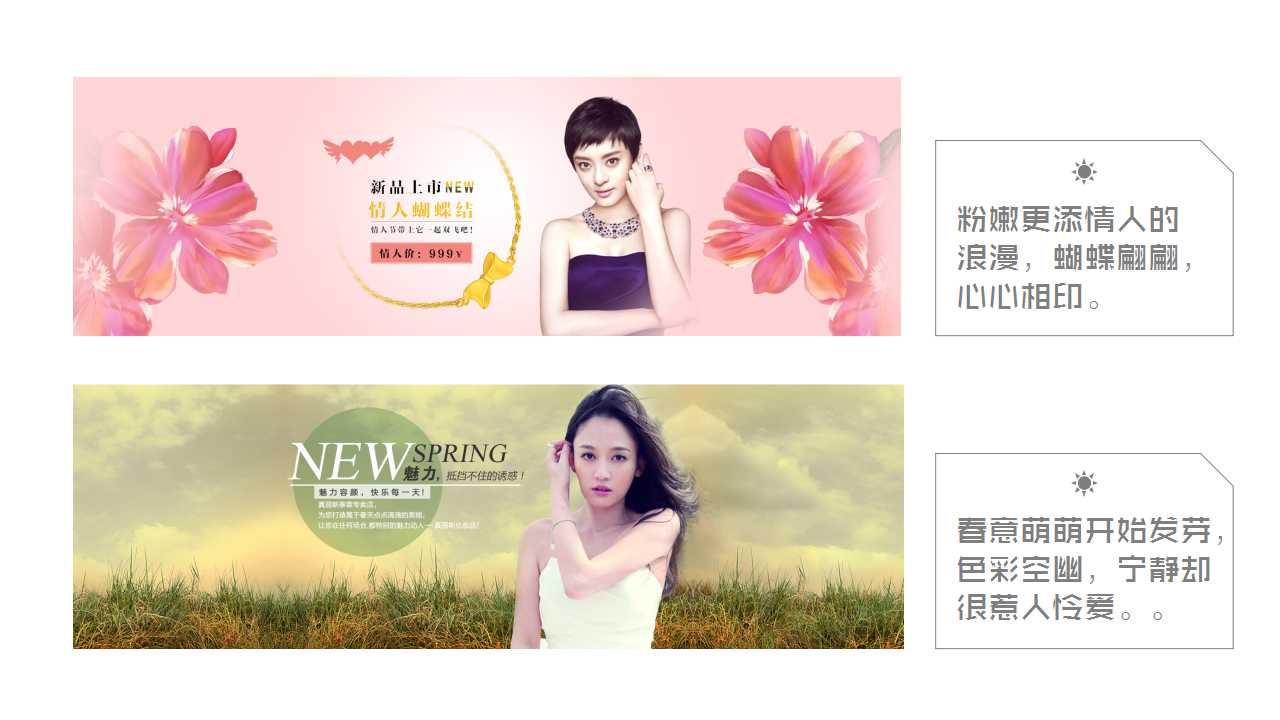 新品上市NEW
情人蝴蝶结
情人节带上它一起双飞吧!
情人价：999¥
粉嫩更添情人的
浪漫，蝴蝶翩翩，
心心相印。
NEW SPRING
魅力，抵挡不住的诱惑！
魅力容颜，快乐每一天!
春意萌萌开始发芽，
色彩空幽，宁静却
很惹人怜爱。。